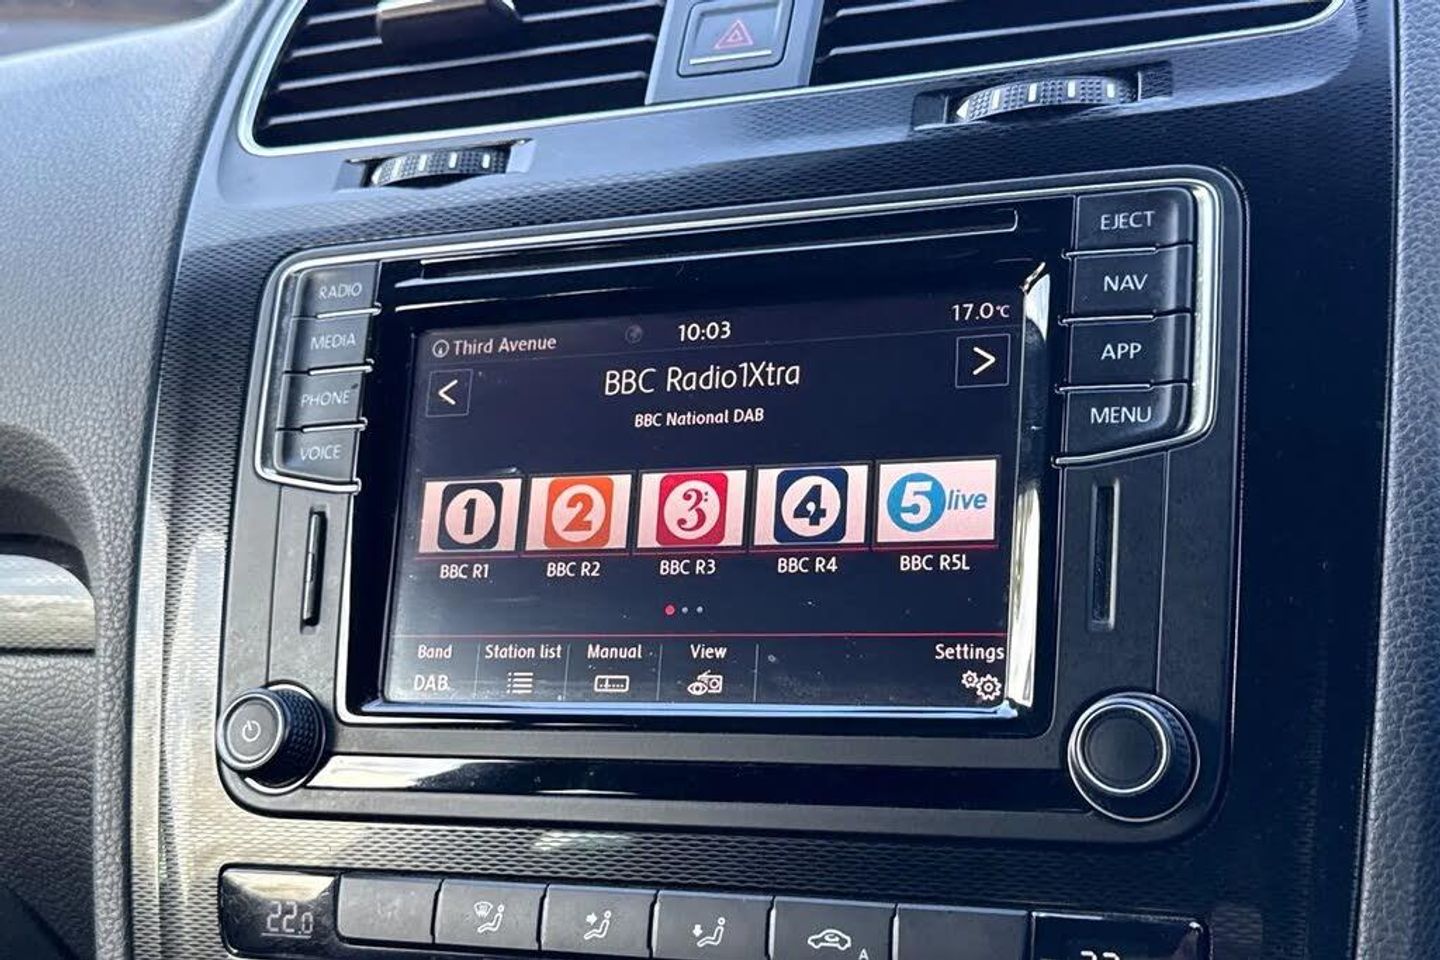 EJECT
RADIO
NAV
MEDIA
APP
PHONE
MENU
VOICE
Third Avenue
10:03
17.0°C
<
BBC Radio1Xtra
>
BBC National DAB
1
2
3:
4
5 live
BBC R1
BBC R2
BBC R3
BBC R4
BBC R5L
Band
Station list
Manual
View
Settings
DAB
22.0
A